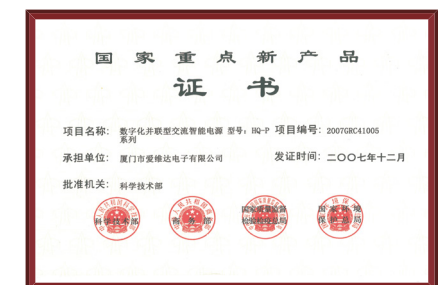 国家重点新产品
证书
项目名称： 数字化并联型交流智能电源 型号：HQ-P 项目编号：2007GRC41005
系列
承担单位： 厦门市爱维达电子有限公司 发证时间：二〇〇七年十二月
批准机关： 科学技术部
科学技术部 商务部 国家质量监督 国家环境
检验检疫总局 保护总局